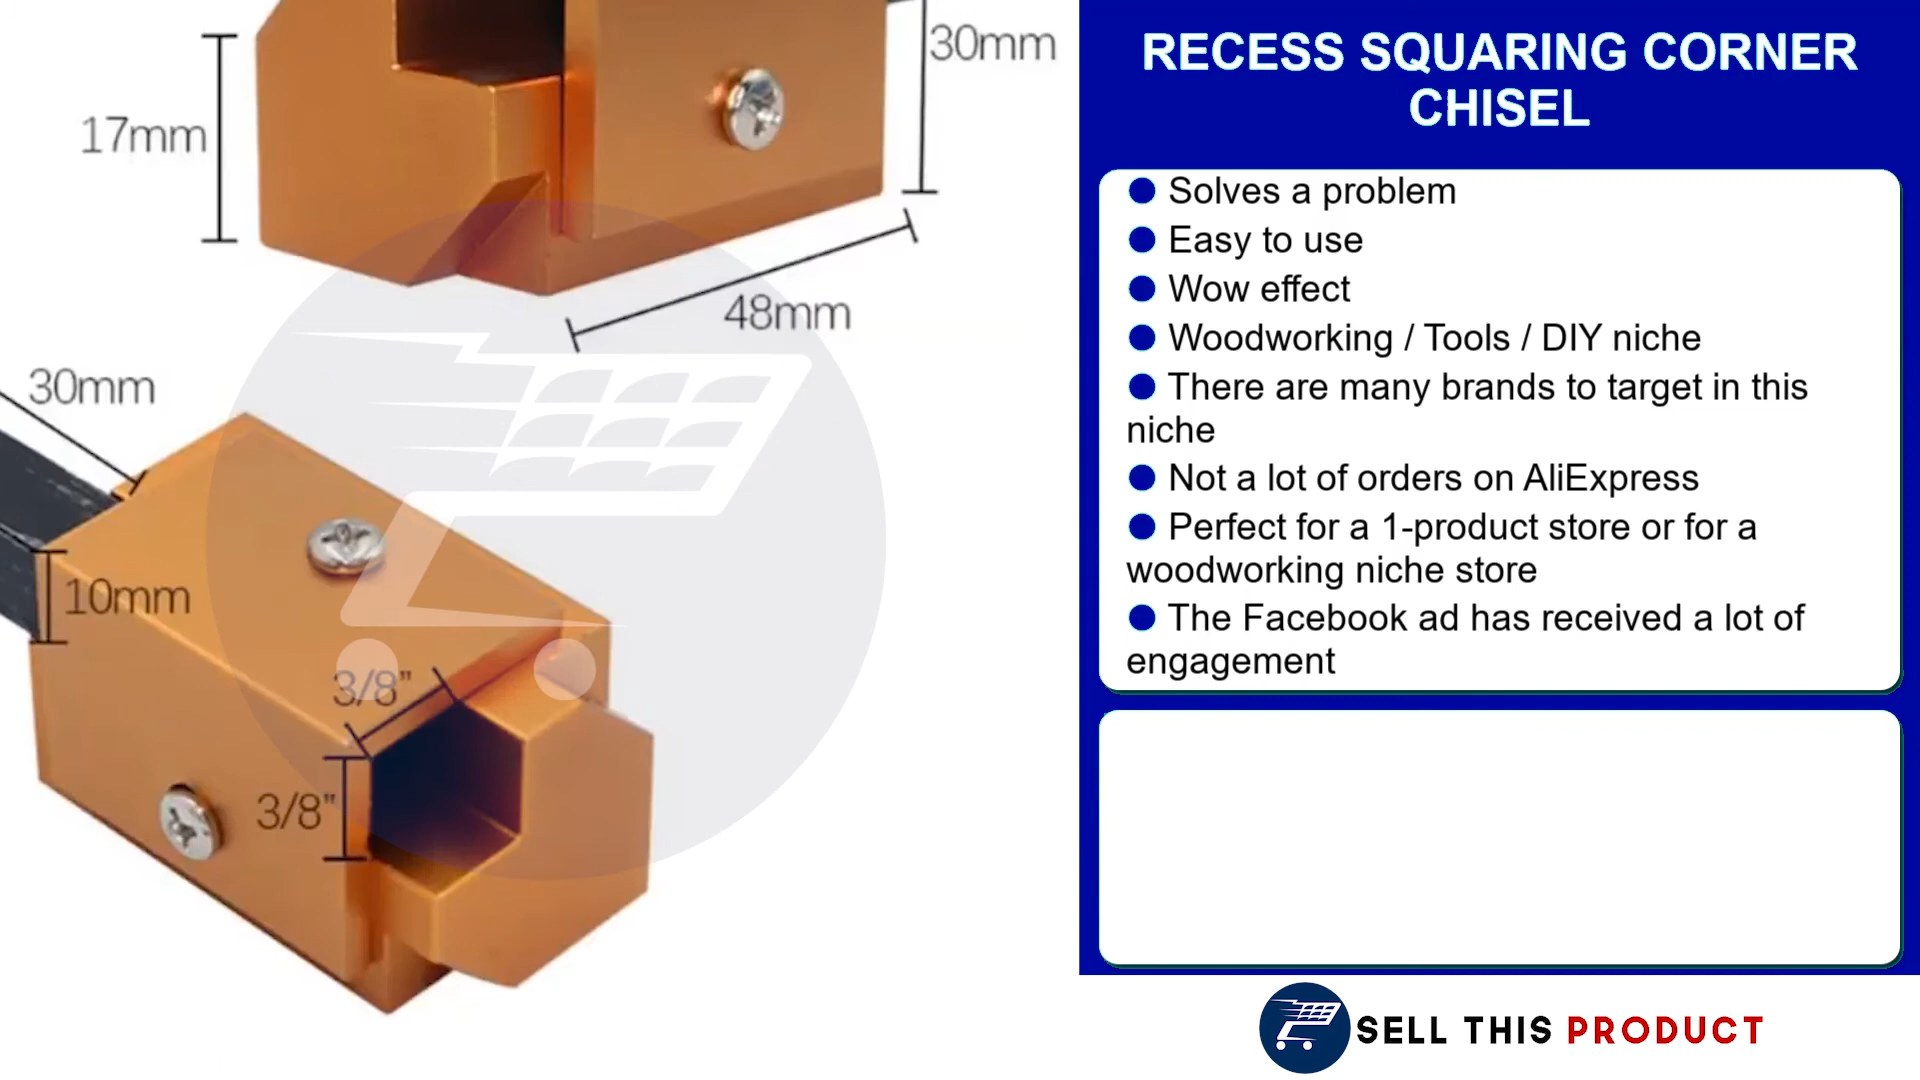 30mm
17mm
48mm
30mm
10mm
3/8"
3/8"
RECESS SQUARING CORNER
CHISEL
● Solves a problem
● Easy to use
● Wow effect
● Woodworking / Tools / DIY niche
● There are many brands to target in this
niche
● Not a lot of orders on AliExpress
● Perfect for a 1-product store or for a
woodworking niche store
● The Facebook ad has received a lot of
engagement
SELL THIS PRODUCT